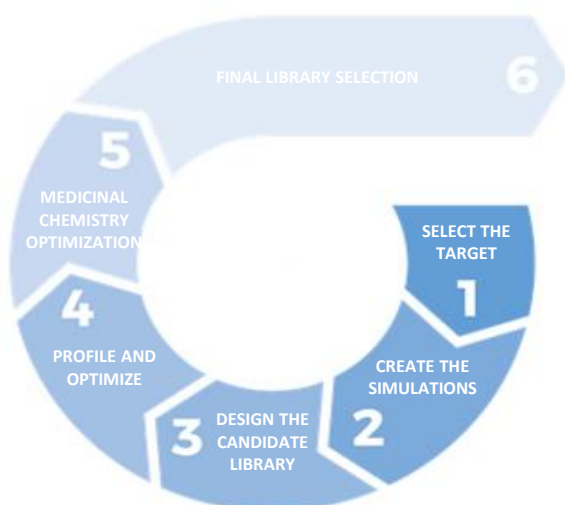 SELECT THE
TARGET
1
CREATE THE
SIMULATIONS
2
3
DESIGN THE
CANDIDATE
LIBRARY
4
PROFILE AND
OPTIMIZE
5
MEDICINAL
CHEMISTRY
OPTIMIZATION
FINAL LIBRARY SELECTION
6